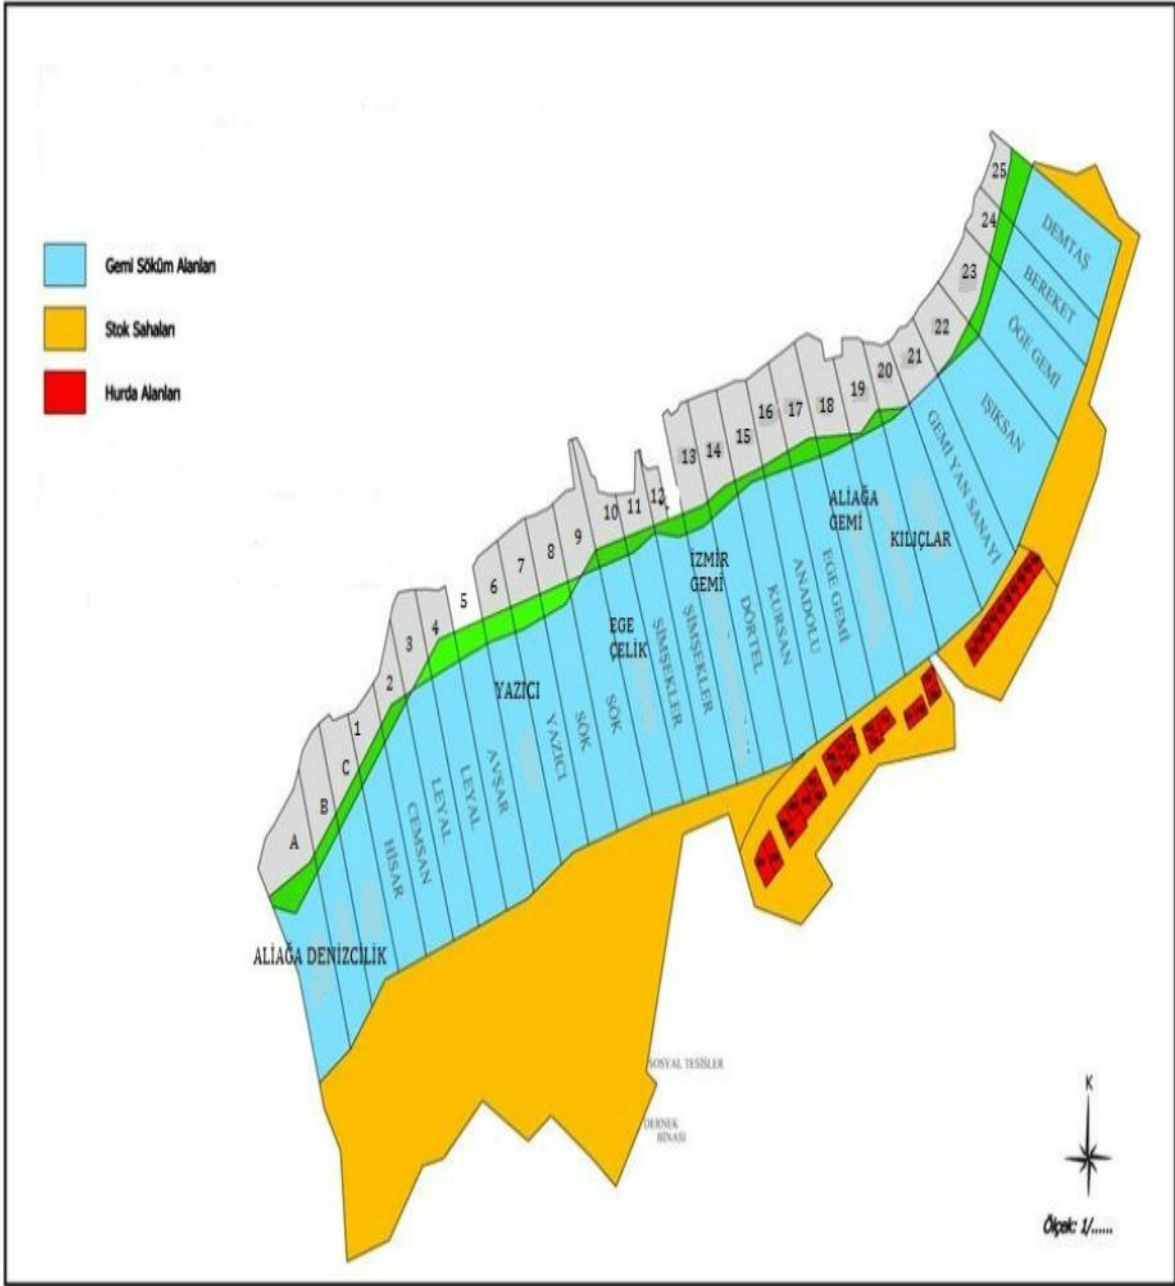 Gemi Söküm Alanları
Stok Sahaları
Hurda Alanları
25
24
23
22
21
20
19
18
17
16
15
14
13
12
11
10
9
8
7
6
5
4
3
2
1
C
B
A
DEMTAŞ
BEREKET
ÖGE GEMİ
IŞIKSAN
GEMİ YAN SANAYİ
KILIÇLAR
ALİAĞA
GEMİ
EGE GEMİ
ANADOLU
KURSAN
DÖRTEL
İZMİR
GEMİ
ŞİMŞEKLER
ŞİMŞEKLER
EGE
ÇELİK
SÖK
SÖK
YAZICI
YAZICI
AVŞAR
LEYAL
LEYAL
CEMSAN
HİSAR
ALİAĞA DENİZCİLİK
SOSYAL TESİSLER
DERNEK
BİNASI
K
Ölçek: 1/......